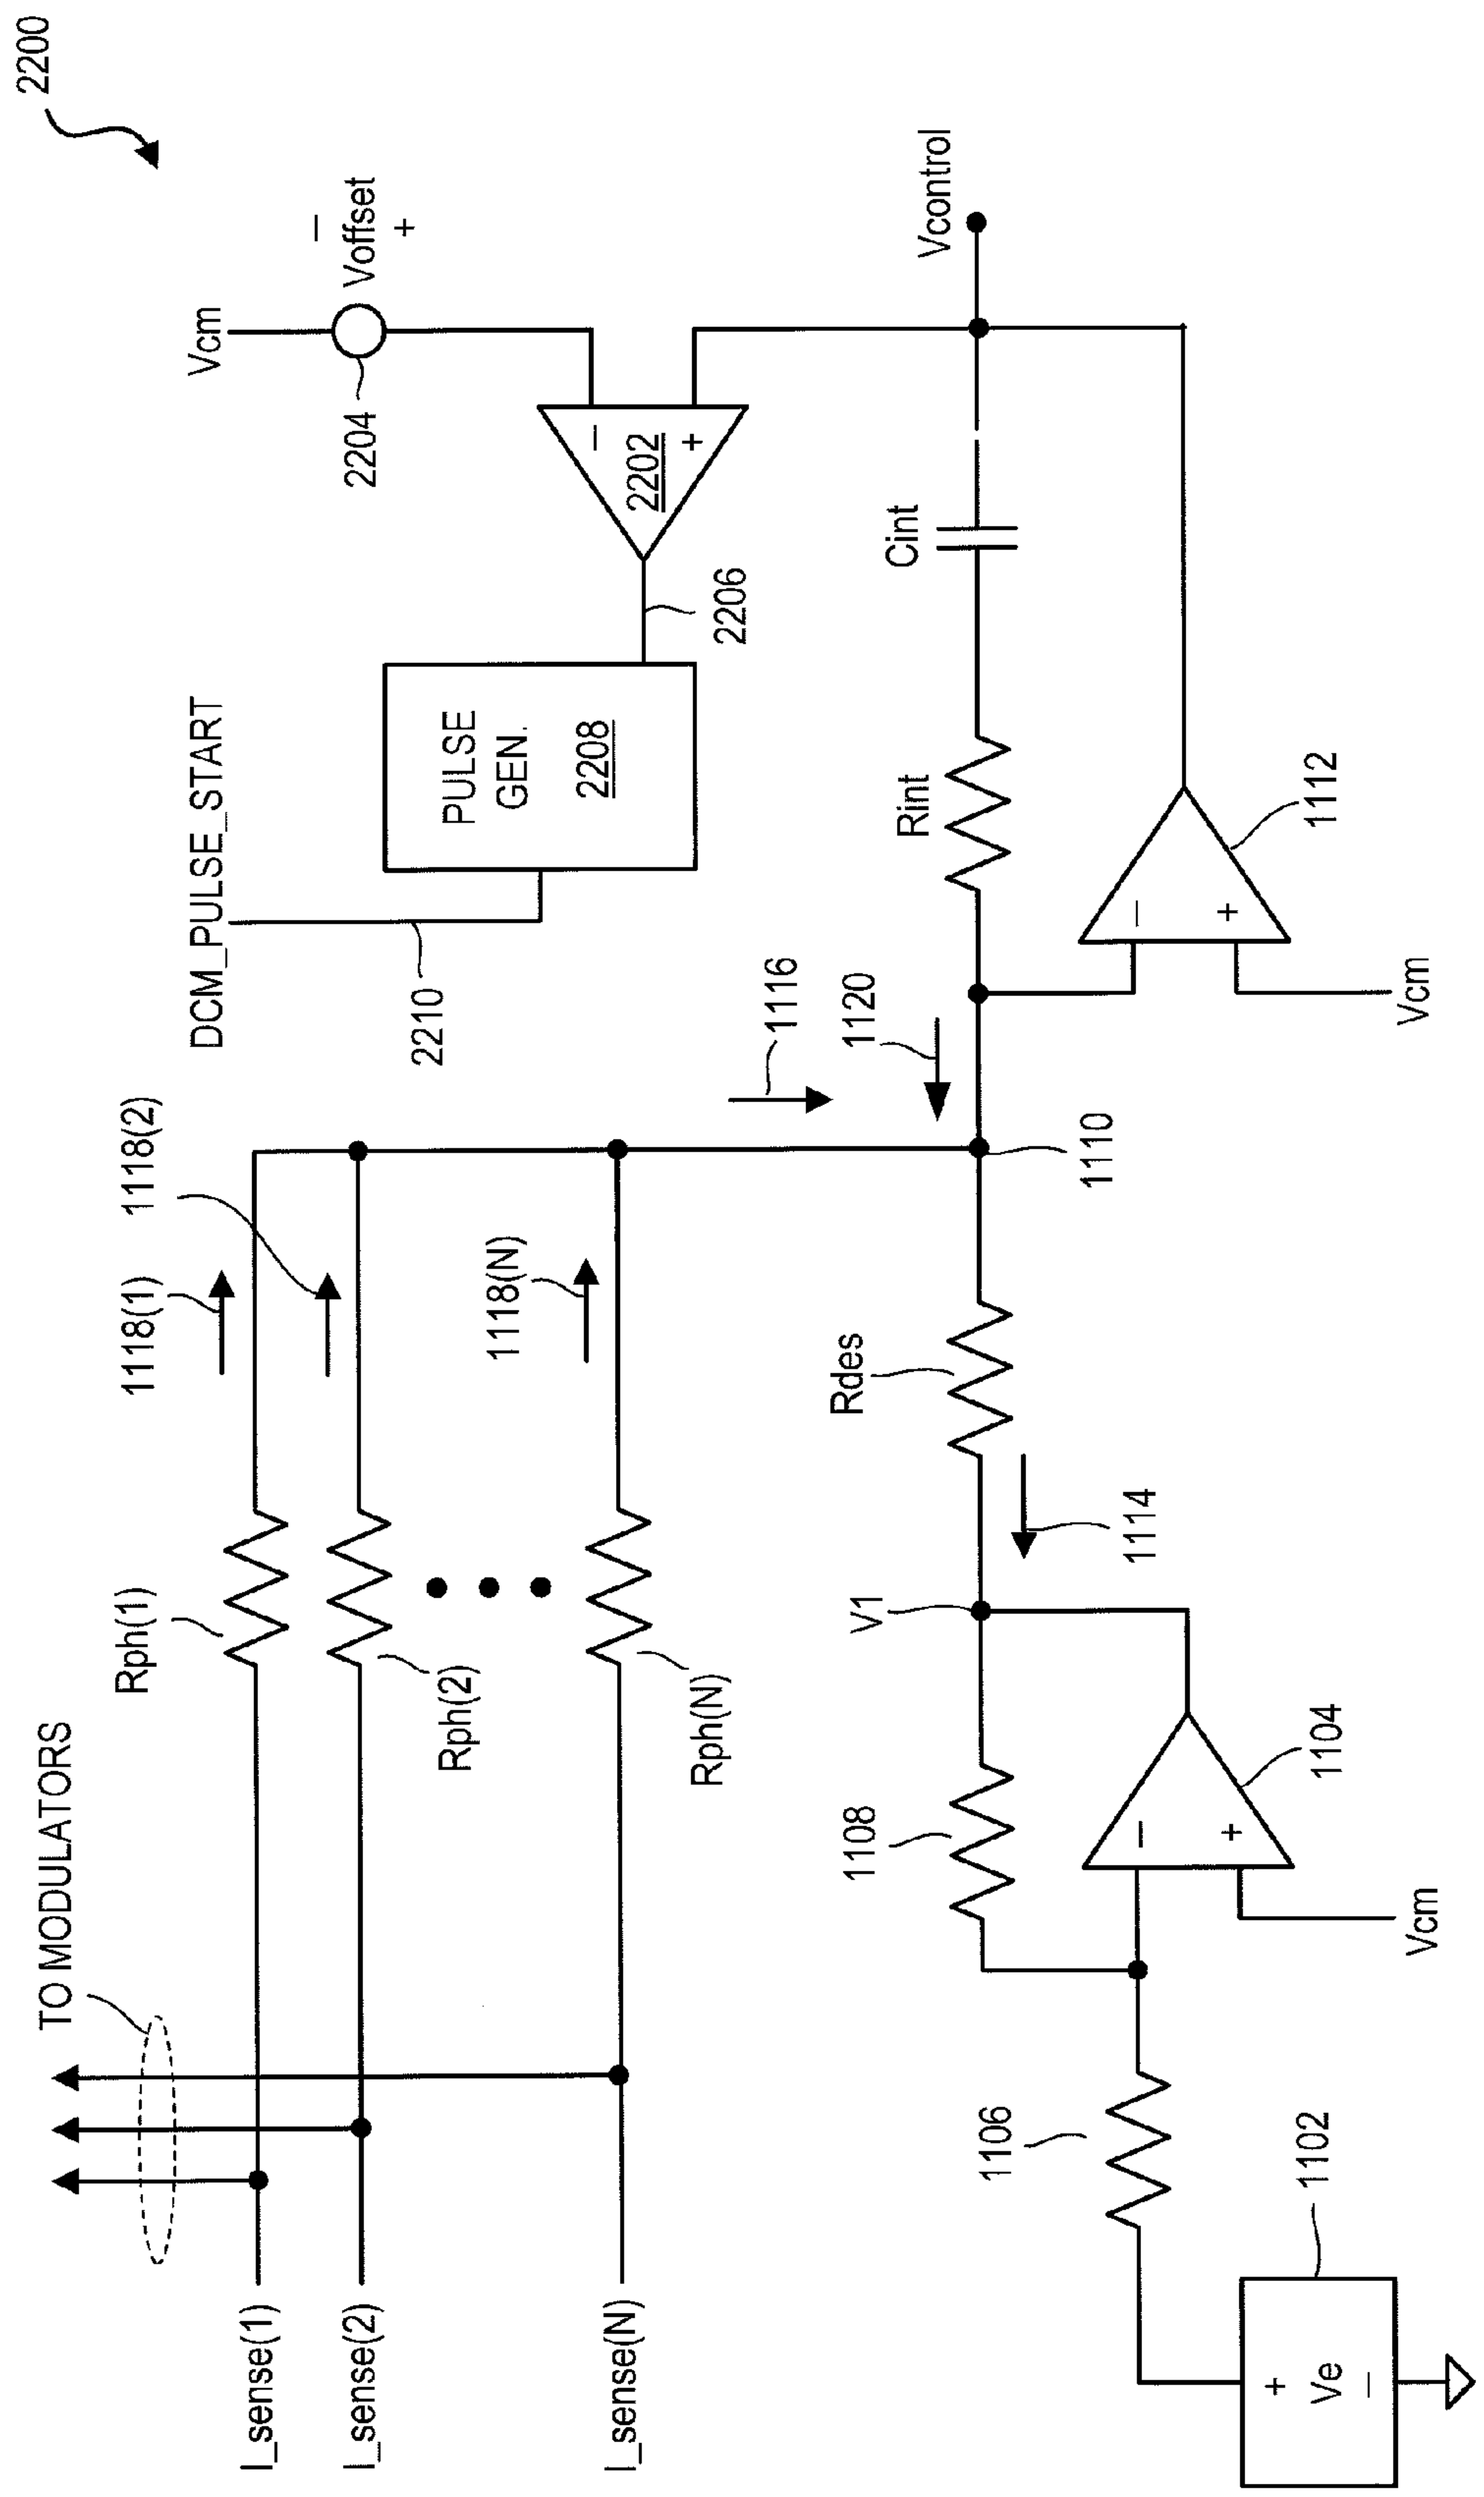 2200
TO MODULATORS
I_sense(1)
Rph(1)
1118(1)
1118(2)
I_sense(2)
Rph(2)
I_sense(N)
Rph(N)
1118(N)
DCM_PULSE_START
2210
PULSE
GEN.
2208
2206
−
2202
+
Vcm
2204
−
Voffset
+
1116
1120
1110
V1
Rdes
1114
Rint
Cint
Vcontrol
−
+
1112
Vcm
1108
−
+
1104
Vcm
1106
1102
+
Ve
−